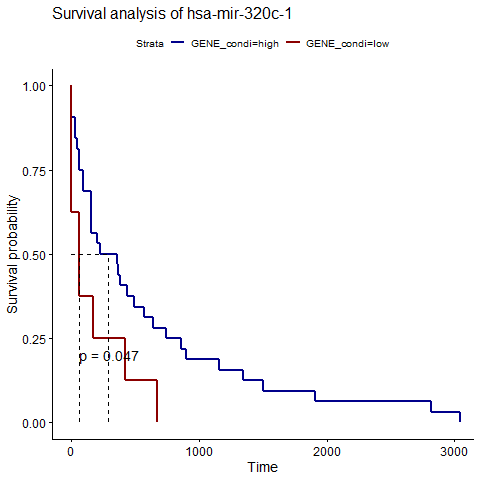 Survival analysis of hsa-mir-320c-1
Strata GENE_condi=high GENE_condi=low
1.00
0.75
0.50
0.25
0.00
Survival probability
p = 0.047
0 1000 2000 3000
Time